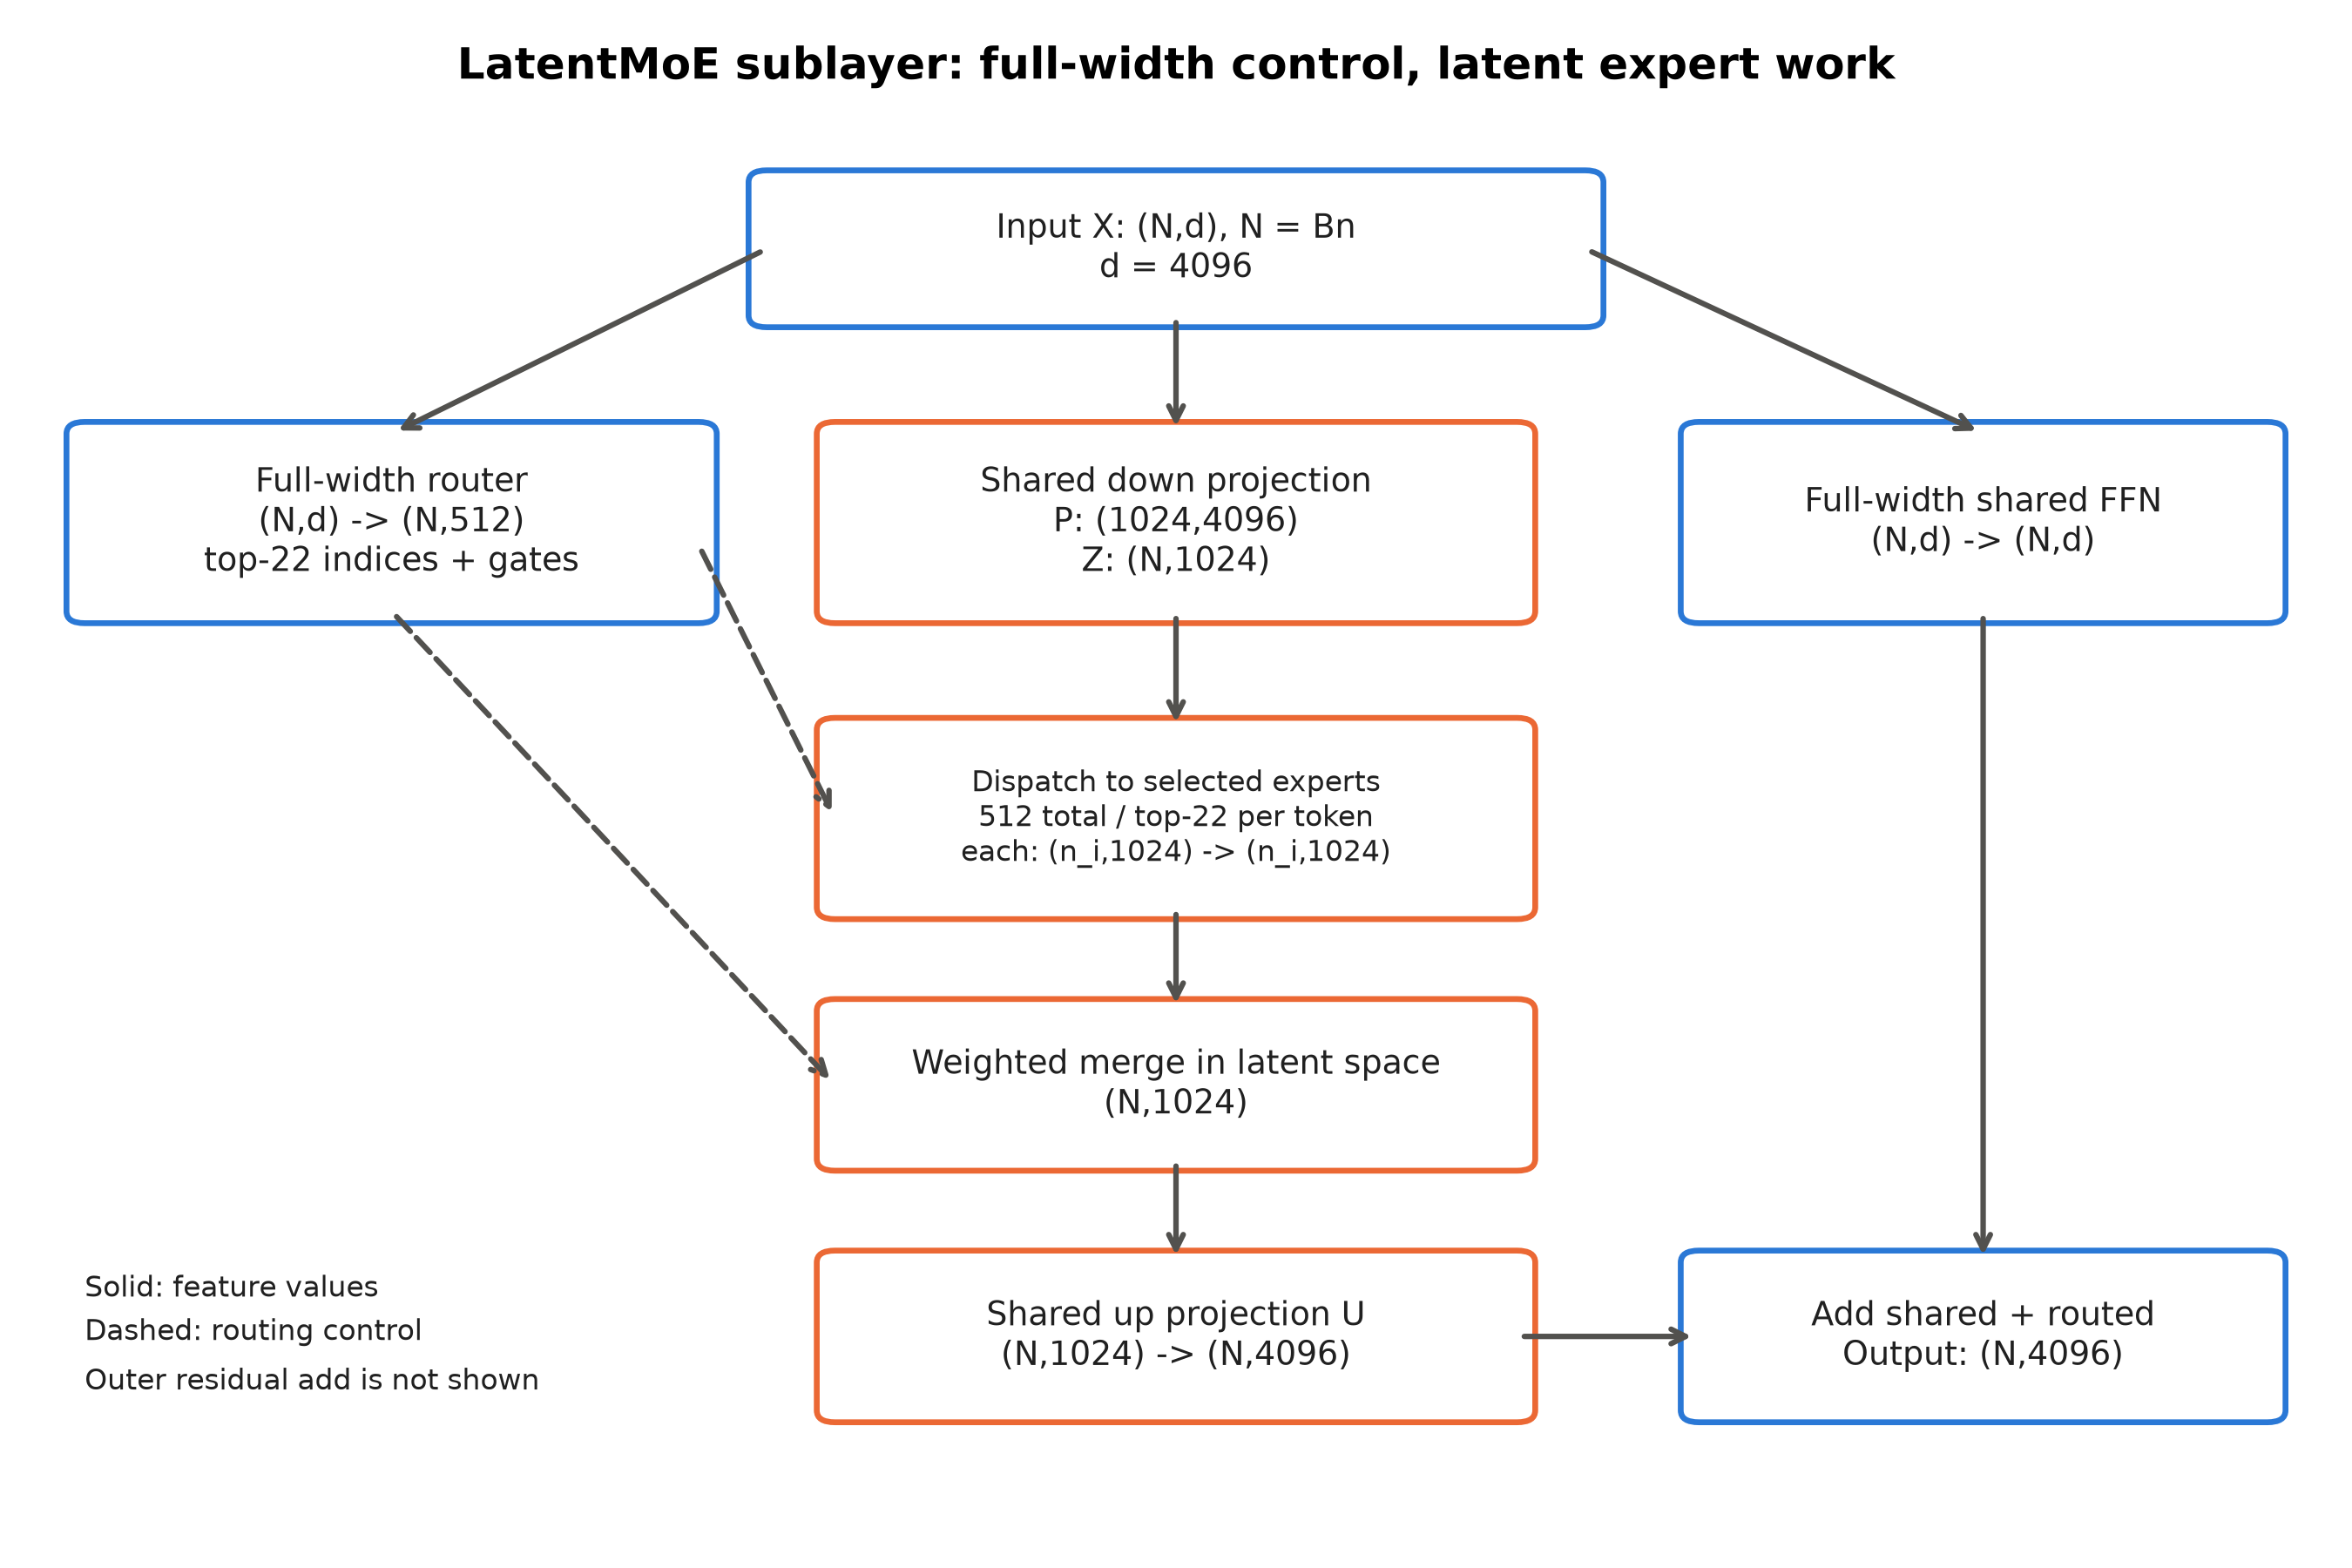 LatentMoE sublayer: full-width control, latent expert work
Input X: (N,d), N = Bn
d = 4096
Full-width router
(N,d) -> (N,512)
top-22 indices + gates
Shared down projection
P: (1024,4096)
Z: (N,1024)
Full-width shared FFN
(N,d) -> (N,d)
Dispatch to selected experts
512 total / top-22 per token
each: (n_i,1024) -> (n_i,1024)
Weighted merge in latent space
(N,1024)
Shared up projection U
(N,1024) -> (N,4096)
Add shared + routed
Output: (N,4096)
Solid: feature values
Dashed: routing control
Outer residual add is not shown